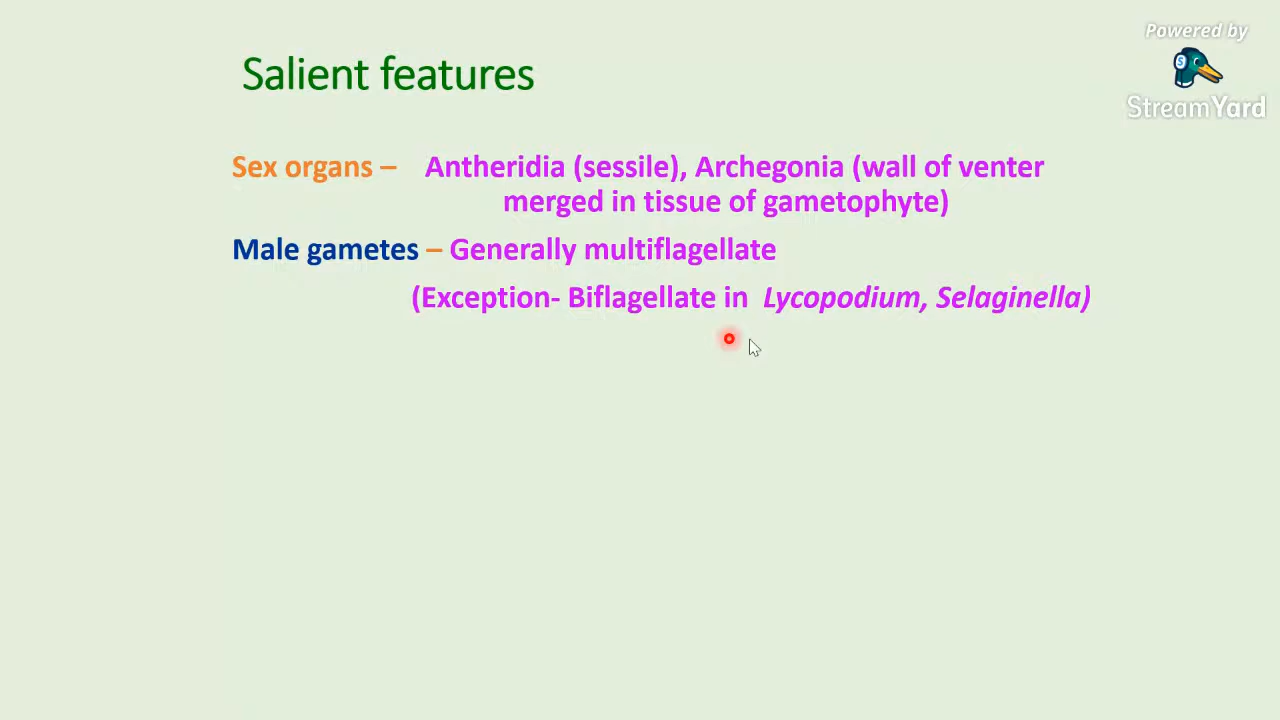 Powered by
StreamYard
Salient features
Sex organs – Antheridia (sessile), Archegonia (wall of venter
merged in tissue of gametophyte)
Male gametes – Generally multiflagellate
(Exception- Biflagellate in Lycopodium, Selaginella)